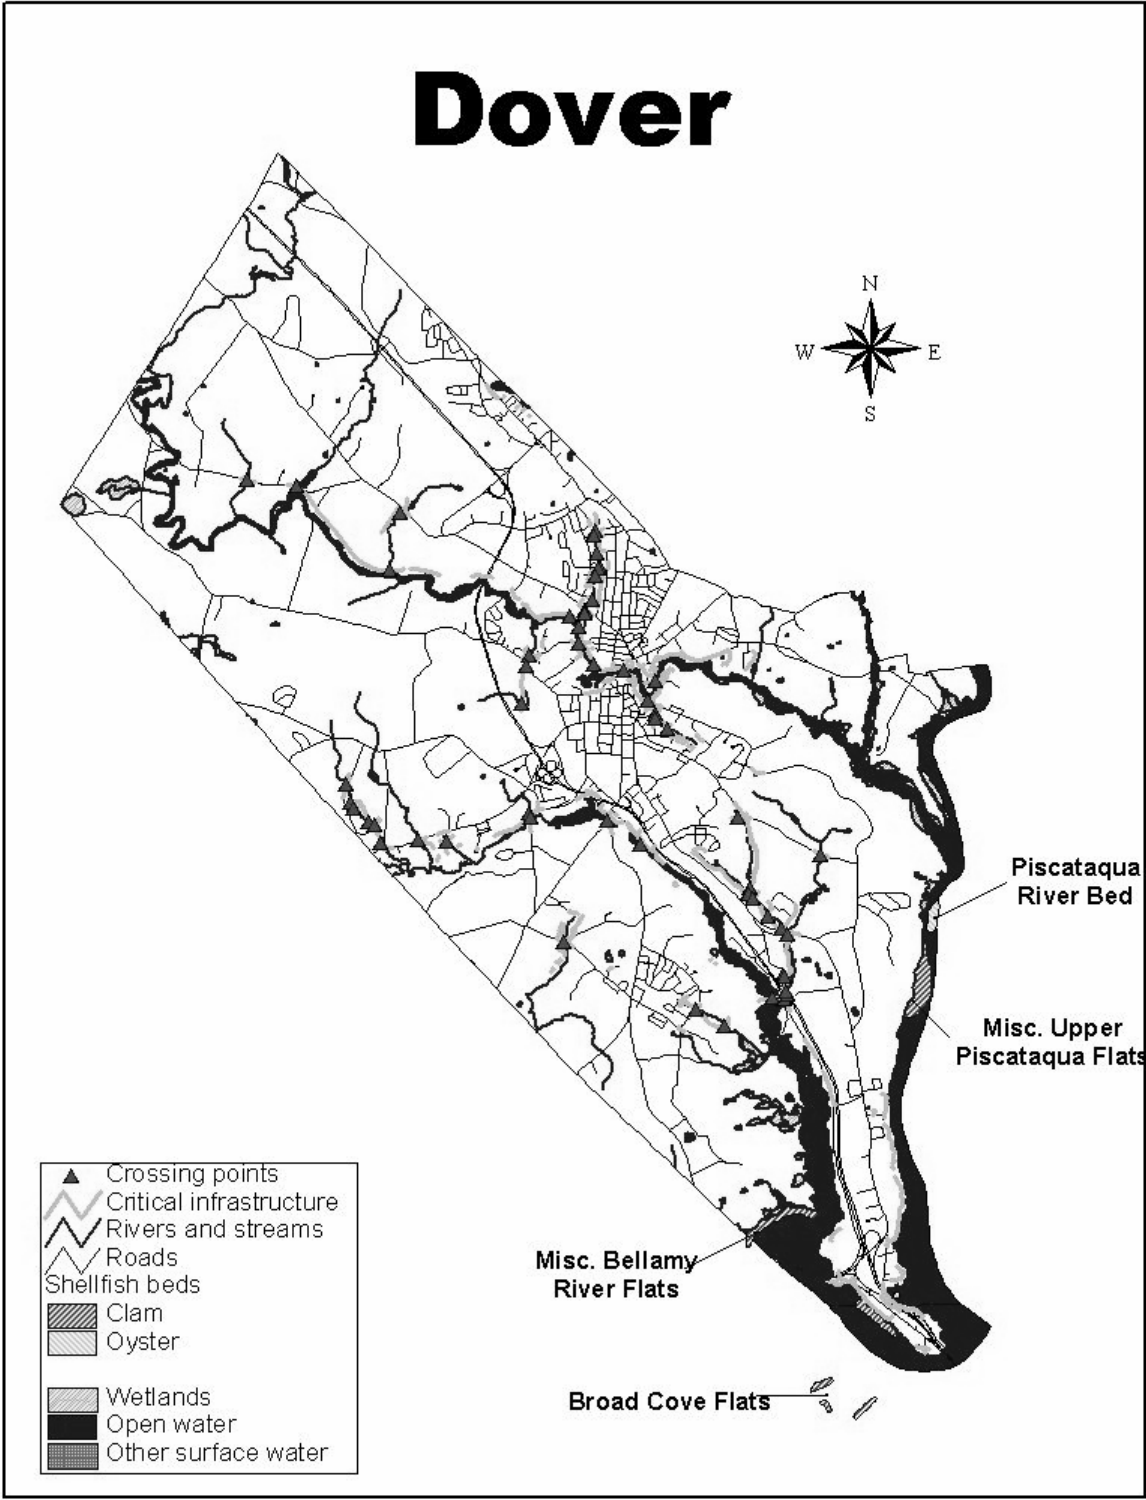 Dover
N
W E
S
Piscataqua
River Bed
Misc. Upper
Piscataqua Flats
Misc. Bellamy
River Flats
Broad Cove Flats
Crossing points
Critical infrastructure
Rivers and streams
Roads
Shellfish beds
Clam
Oyster
Wetlands
Open water
Other surface water